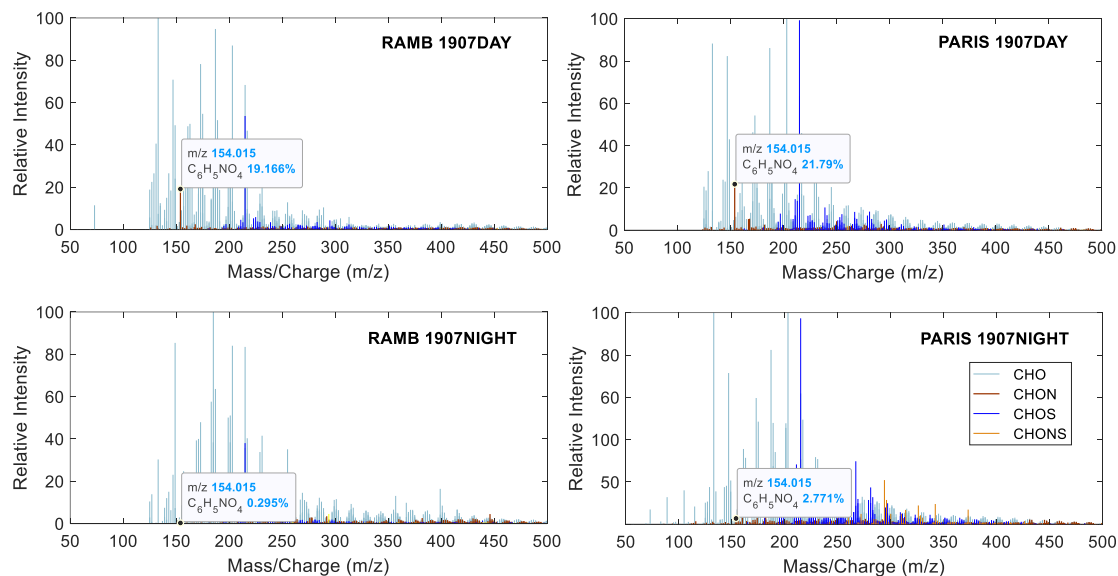 RAMB 1907DAY
Relative Intensity
100
80
60
40
20
0
m/z 154.015
C6H5NO4 19.166%
50 100 150 200 250 300 350 400 450 500
Mass/Charge (m/z)
PARIS 1907DAY
Relative Intensity
100
80
60
40
20
0
m/z 154.015
C6H5NO4 21.79%
50 100 150 200 250 300 350 400 450 500
Mass/Charge (m/z)
RAMB 1907NIGHT
Relative Intensity
100
80
60
40
20
0
m/z 154.015
C6H5NO4 0.295%
50 100 150 200 250 300 350 400 450 500
Mass/Charge (m/z)
PARIS 1907NIGHT
Relative Intensity
100
80
60
100
50
CHO
CHON
CHOS
CHONS
m/z 154.015
C6H5NO4 2.771%
50 100 150 200 250 300 350 400 450 500
Mass/Charge (m/z)